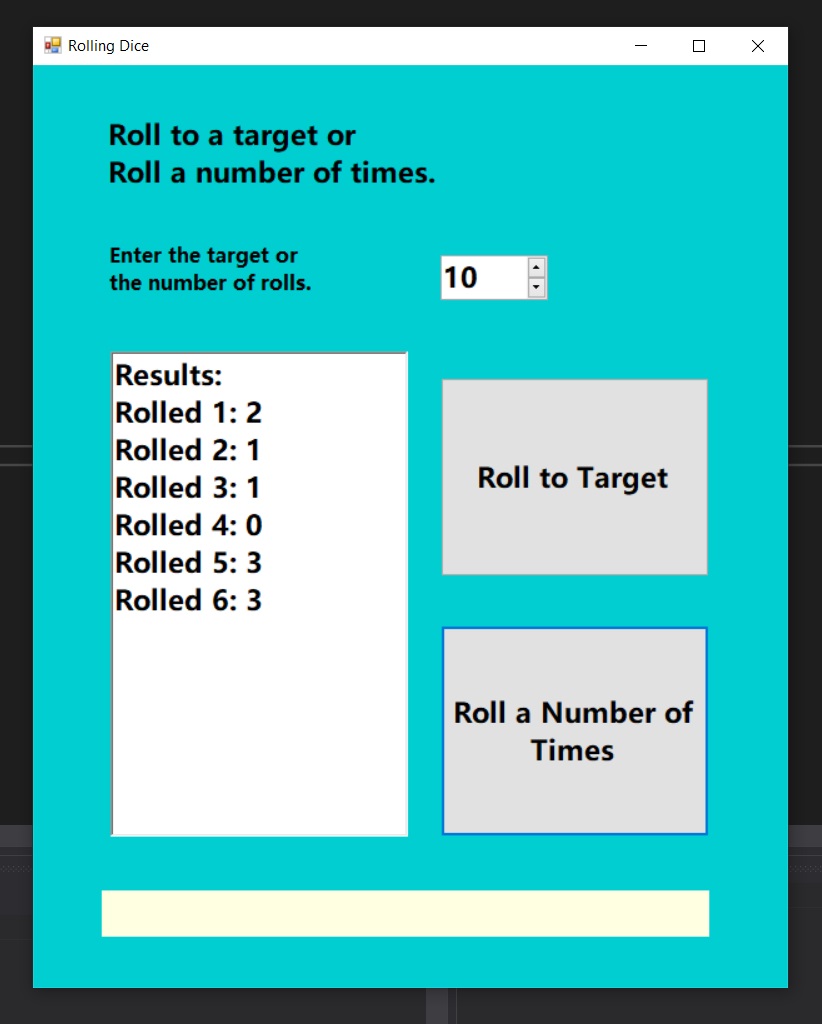 Rolling Dice
Roll to a target or
Roll a number of times.
Enter the target or
the number of rolls.
10
Results:
Rolled 1: 2
Rolled 2: 1
Rolled 3: 1
Rolled 4: 0
Rolled 5: 3
Rolled 6: 3
Roll to Target
Roll a Number of
Times